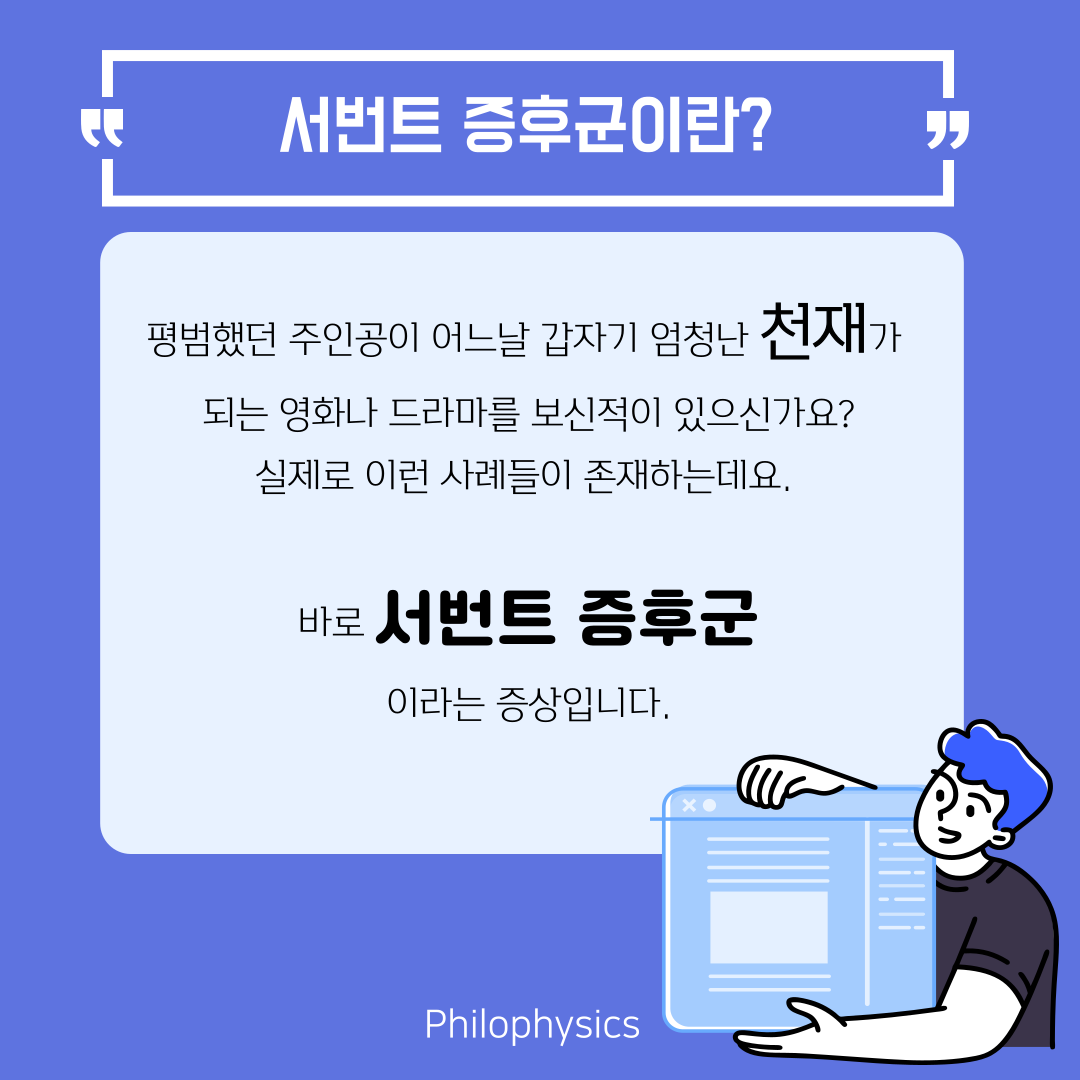 서번트 증후군이란?
평범했던 주인공이 어느날 갑자기 엄청난 천재가
되는 영화나 드라마를 보신적이 있으신가요?
실제로 이런 사례들이 존재하는데요.
바로 서번트 증후군
이라는 증상입니다.
Philophysics